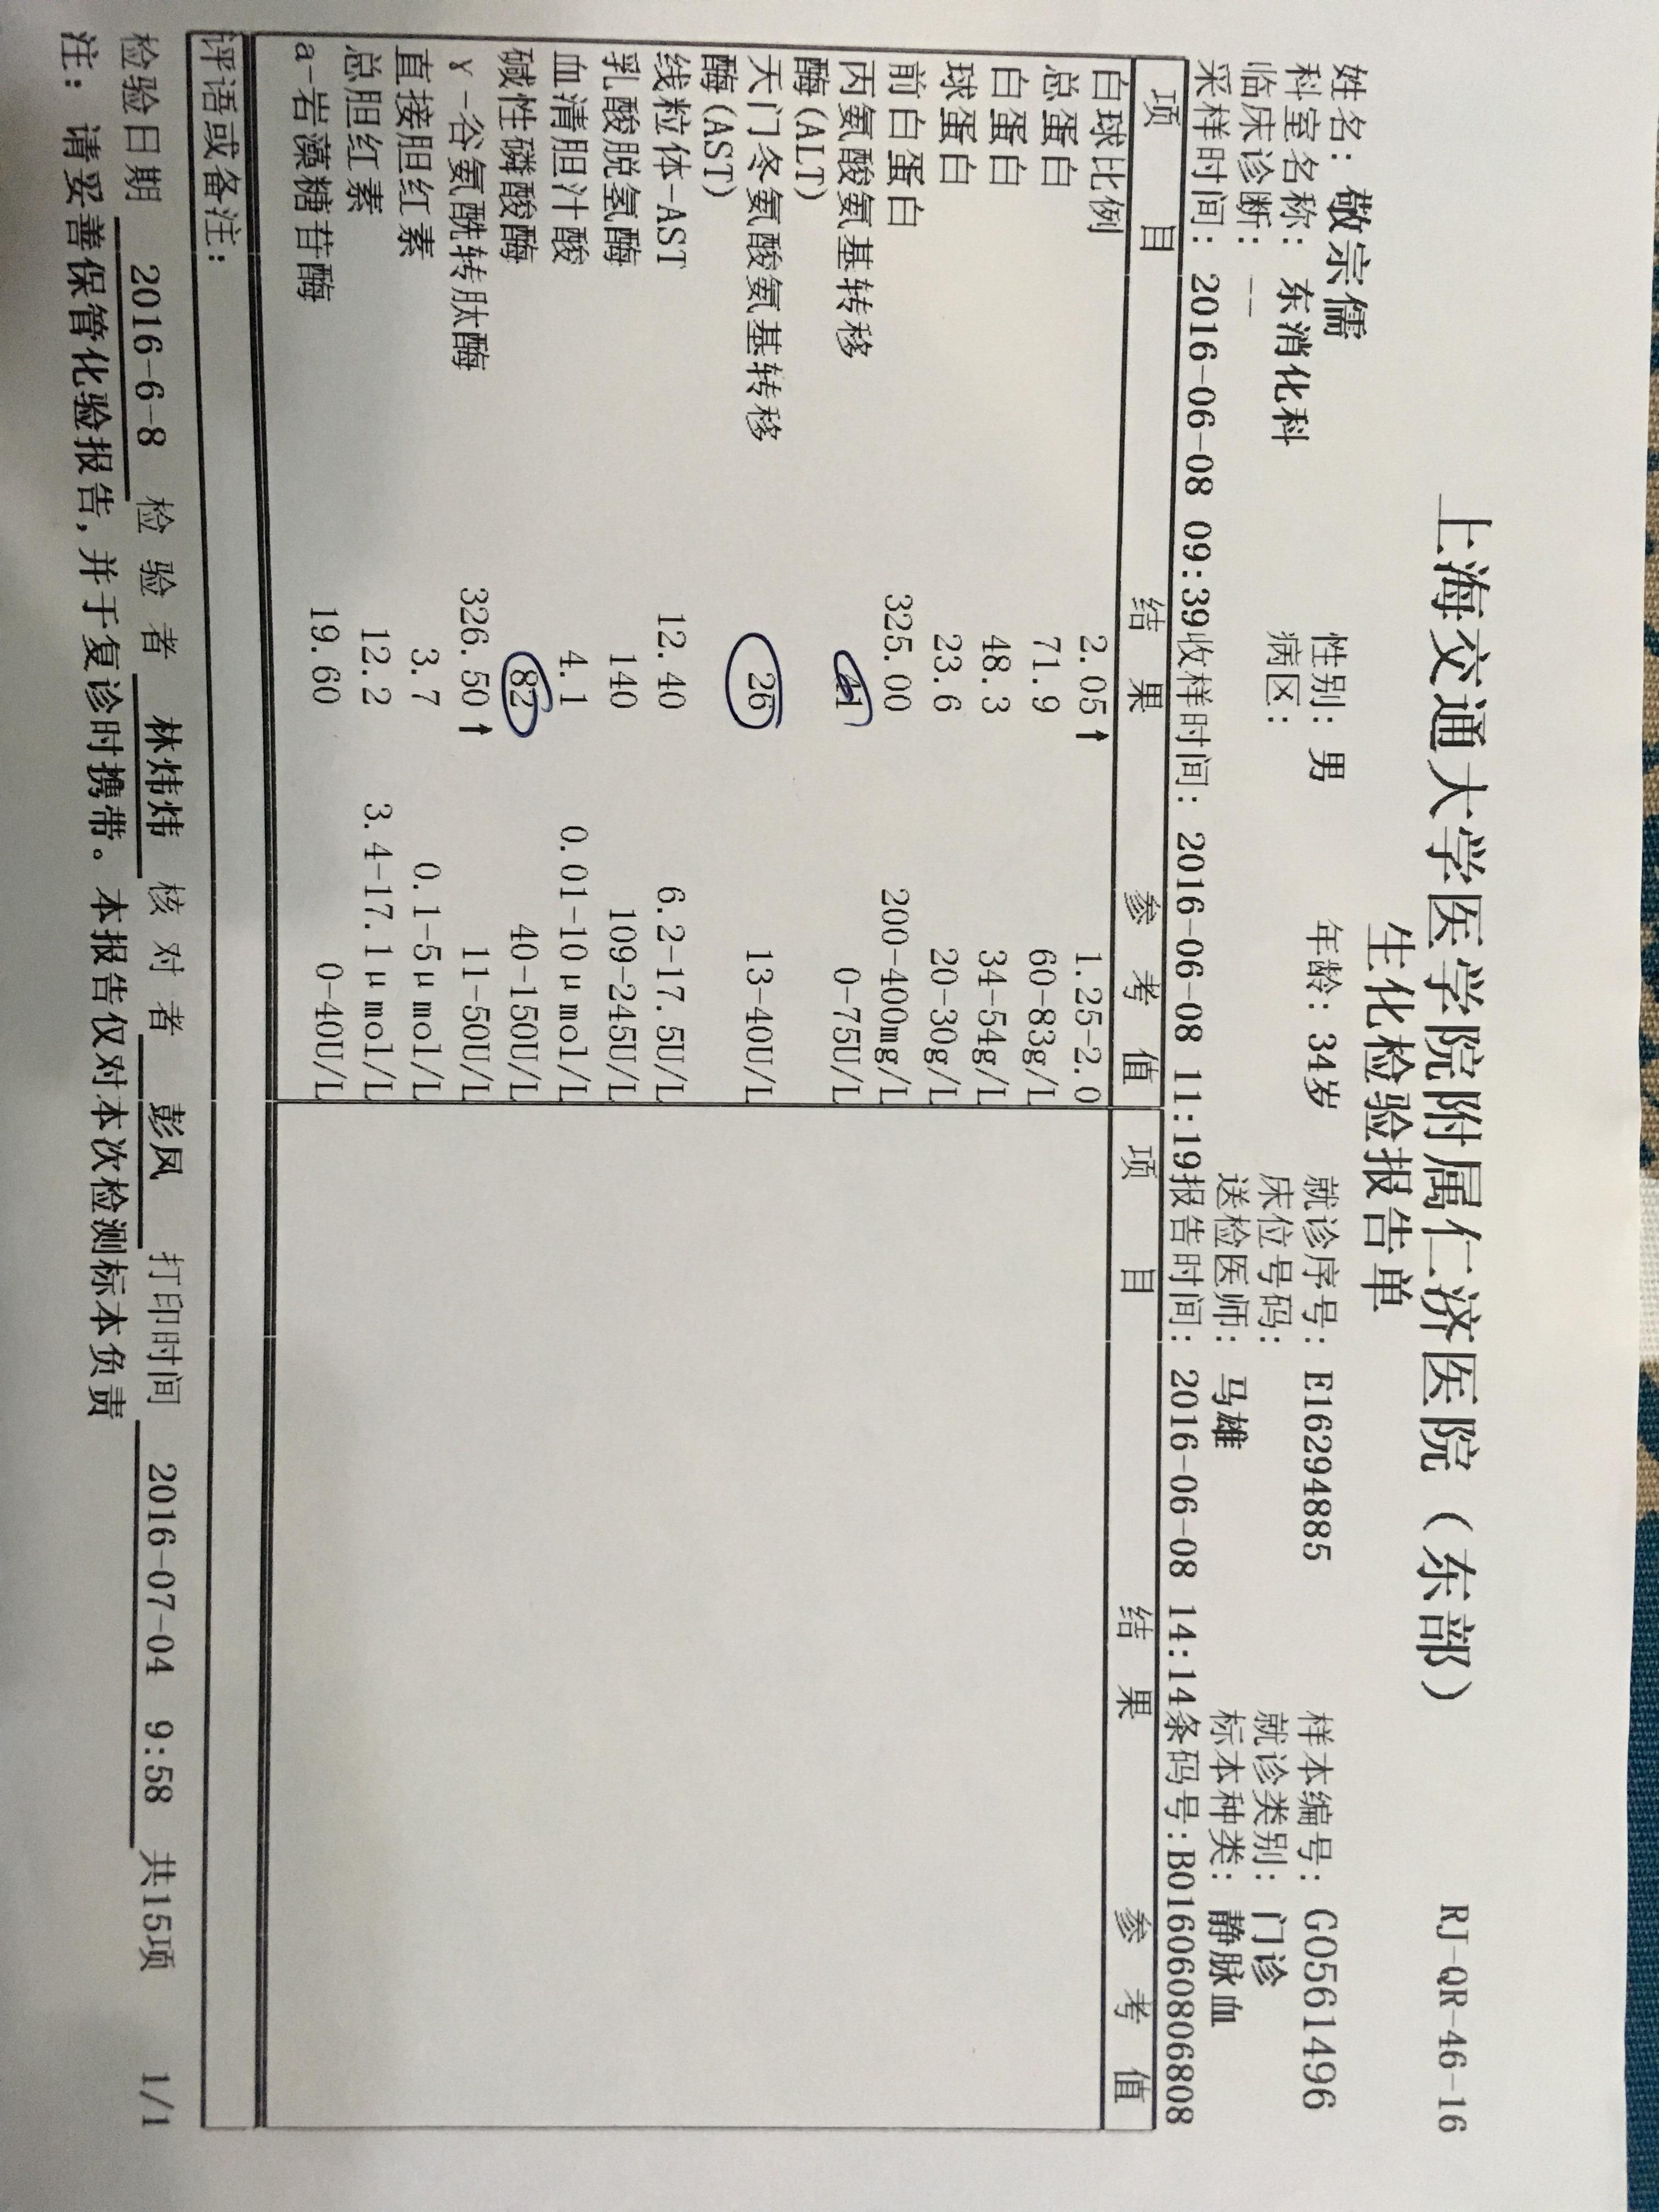 上海交通大学医学院附属仁济医院（东部） RJ-QR-46-16
生化检验报告单
姓名：敬宗儒 性别：男 年龄：34岁 就诊序号：E16294885 样本编号：G0561496
科室名称：东消化科 病区： 床位号码： 就诊类别：门诊
临床诊断：-- 送检医师：马雄 标本种类：静脉血
采样时间：2016-06-08 09:39收样时间：2016-06-08 11:19报告时间：2016-06-08 14:14条码号:B016060806808
项 目 结 果 参 考 值 项 目 结 果 参 考 值
白球比例 2.05↑ 1.25-2.0
总蛋白 71.9 60-83g/L
白蛋白 48.3 34-54g/L
球蛋白 23.6 20-30g/L
前白蛋白 325.00 200-400mg/L
丙氨酸氨基转移 41 0-75U/L
酶(ALT)
天门冬氨酸氨基转移 26 13-40U/L
酶(AST)
线粒体-AST 12.40 6.2-17.5U/L
乳酸脱氢酶 140 109-245U/L
血清胆汁酸 4.1 0.01-10μmol/L
碱性磷酸酶 82 40-150U/L
γ-谷氨酰转肽酶 326.50↑ 11-50U/L
直接胆红素 3.7 0.1-5μmol/L
总胆红素 12.2 3.4-17.1μmol/L
a-岩藻糖苷酶 19.60 0-40U/L
评语或备注：
检验日期 2016-6-8 检 验 者 林炜炜 核 对 者 彭凤 打印时间 2016-07-04 9:58 共15项 1/1
注：请妥善保管化验报告，并于复诊时携带。本报告仅对本次检测标本负责